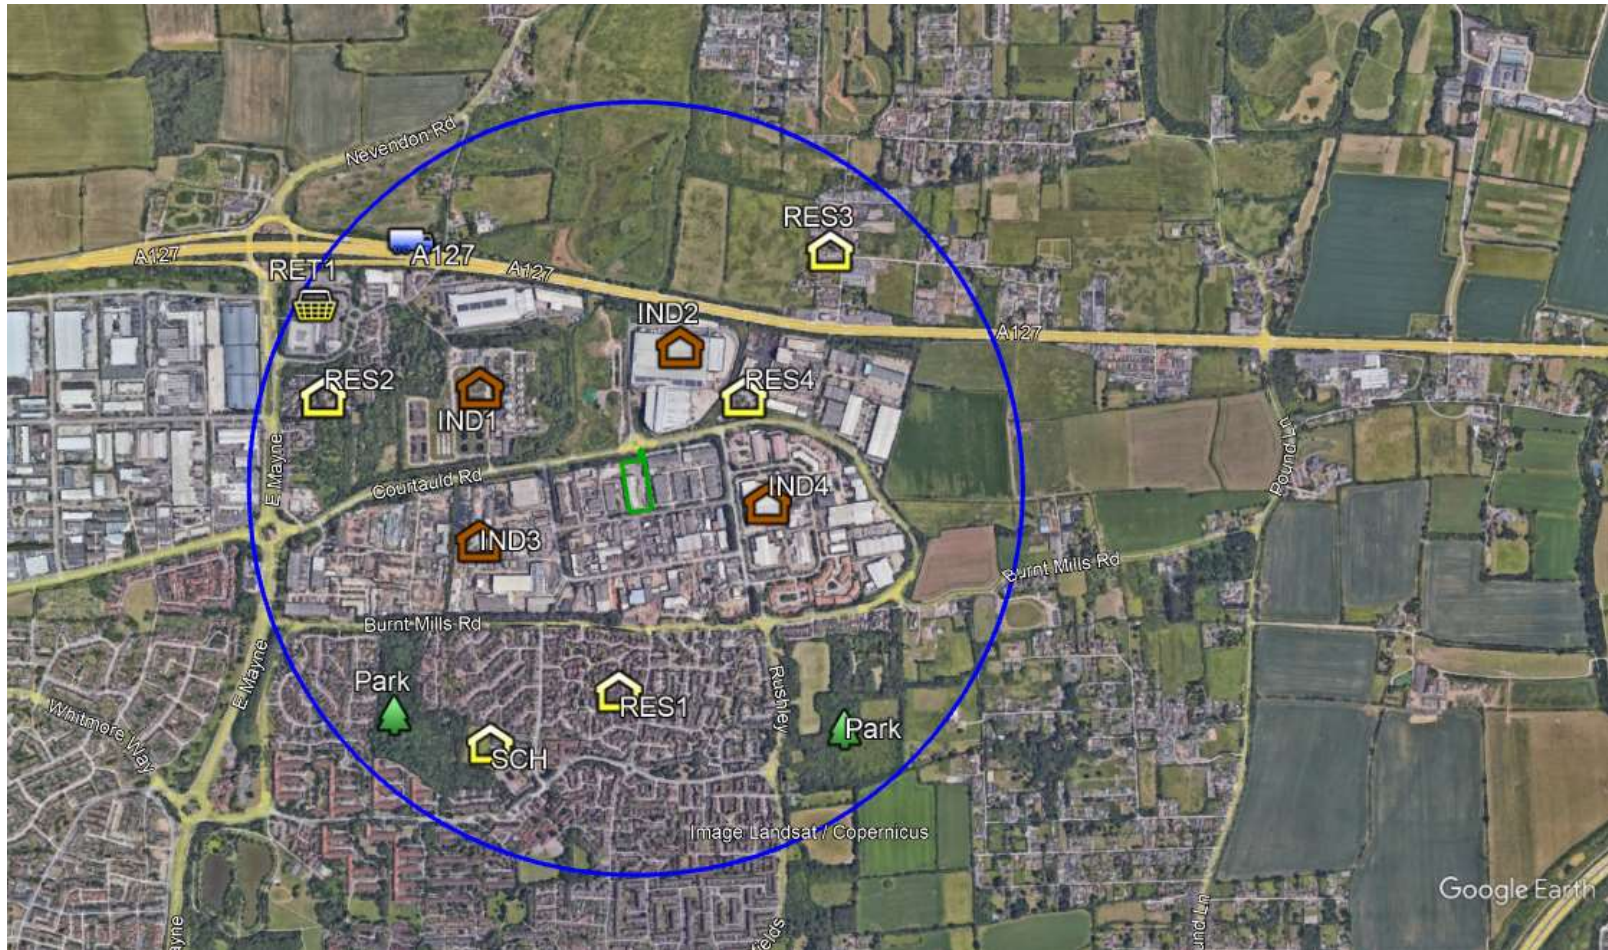 Nevendon Rd
RES3
A127
A127
A127
RET1
IND2
A127
RES2
RES4
IND1
Pound Ln
E Mayne
Courtauld Rd
IND4
IND3
Burnt Mills Rd
Burnt Mills Rd
E Mayne
Park
Rushley
RES1
Whitmore Way
Park
SCH
Image Landsat / Copernicus
Google Earth